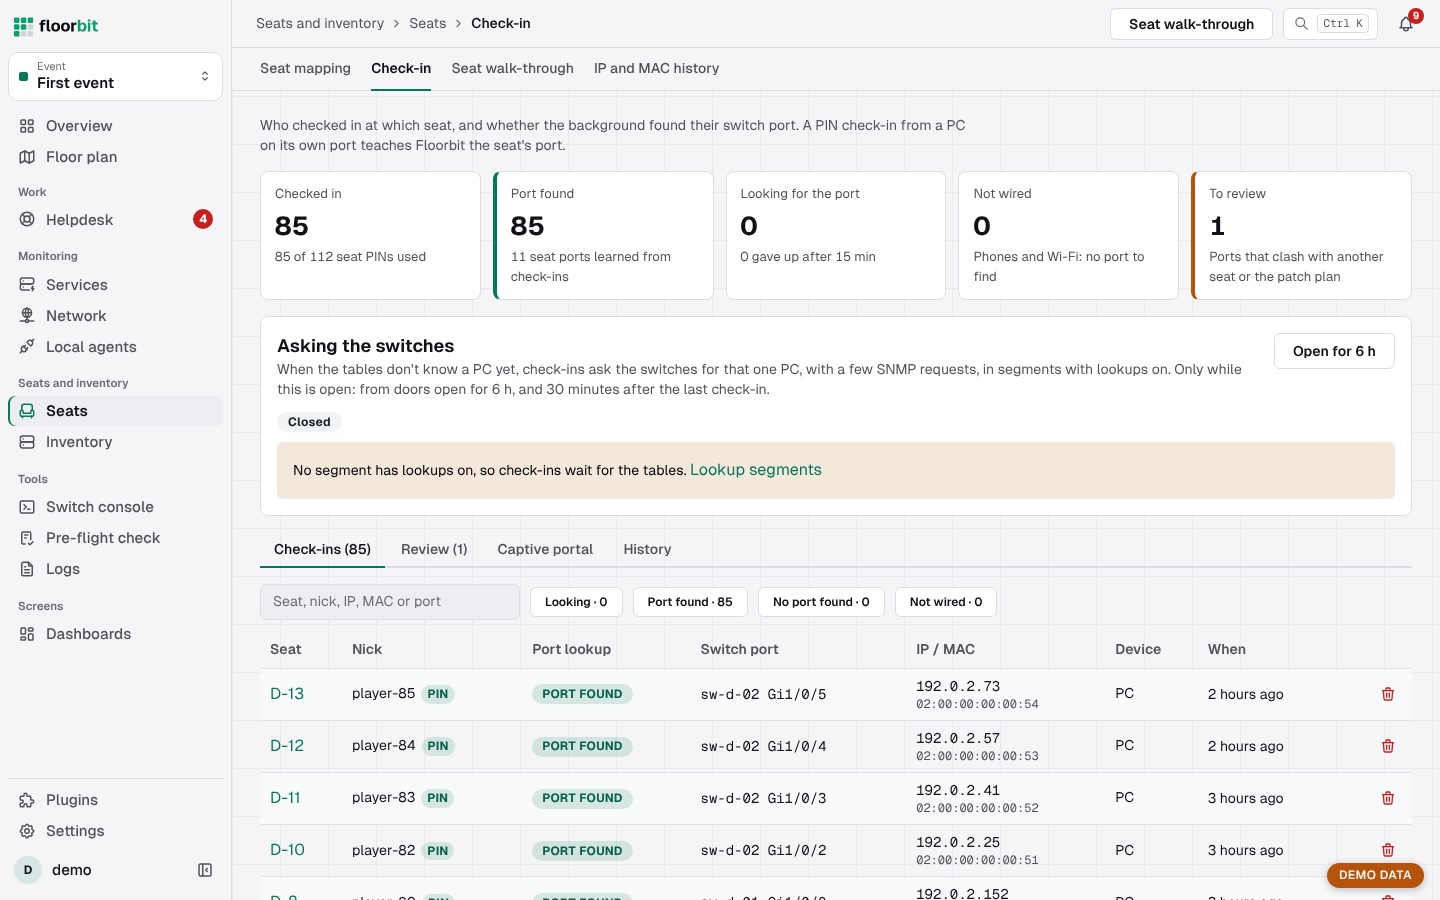 floorbit
Event
First event
Overview
Floor plan
Work
Helpdesk 4
Monitoring
Services
Network
Local agents
Seats and inventory
Seats
Inventory
Tools
Switch console
Pre-flight check
Logs
Screens
Dashboards
Plugins
Settings
D demo
Seats and inventory > Seats > Check-in
Seat walk-through
Ctrl K
9
Seat mapping Check-in Seat walk-through IP and MAC history
Who checked in at which seat, and whether the background found their switch port. A PIN check-in from a PC
on its own port teaches Floorbit the seat's port.
Checked in
85
85 of 112 seat PINs used
Port found
85
11 seat ports learned from
check-ins
Looking for the port
0
0 gave up after 15 min
Not wired
0
Phones and Wi-Fi: no port to
find
To review
1
Ports that clash with another
seat or the patch plan
Asking the switches
Open for 6 h
When the tables don't know a PC yet, check-ins ask the switches for that one PC, with a few SNMP requests, in segments with lookups on. Only while
this is open: from doors open for 6 h, and 30 minutes after the last check-in.
Closed
No segment has lookups on, so check-ins wait for the tables. Lookup segments
Check-ins (85) Review (1) Captive portal History
Seat, nick, IP, MAC or port
Looking · 0 Port found · 85 No port found · 0 Not wired · 0
Seat Nick Port lookup Switch port IP / MAC Device When
D-13 player-85 PIN PORT FOUND sw-d-02 Gi1/0/5 192.0.2.73 PC 2 hours ago
02:00:00:00:00:54
D-12 player-84 PIN PORT FOUND sw-d-02 Gi1/0/4 192.0.2.57 PC 2 hours ago
02:00:00:00:00:53
D-11 player-83 PIN PORT FOUND sw-d-02 Gi1/0/3 192.0.2.41 PC 3 hours ago
02:00:00:00:00:52
D-10 player-82 PIN PORT FOUND sw-d-02 Gi1/0/2 192.0.2.25 PC 3 hours ago
02:00:00:00:00:51
192.0.2.152
DEMO DATA